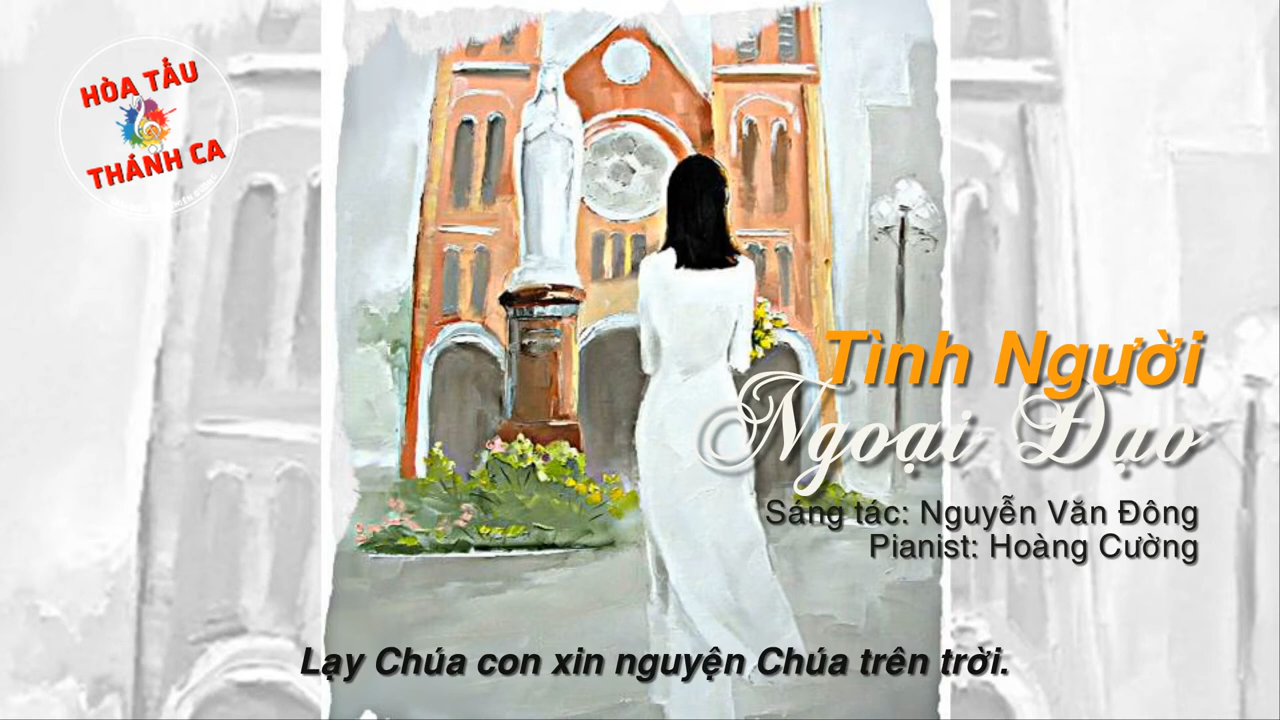 HÒA TẤU
THÁNH CA
Tình Người
Ngoại Đạo
Sáng tác: Nguyễn Văn Đông
Pianist: Hoàng Cường
Lạy Chúa con xin nguyện Chúa trên trời.